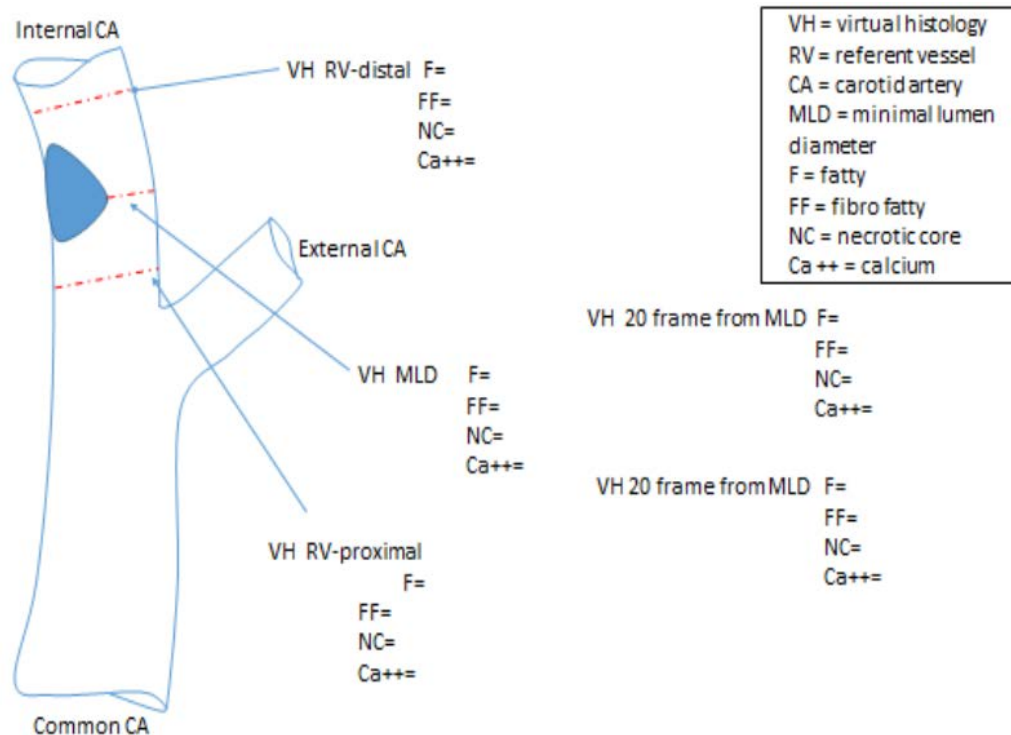 Internal CA
VH RV-distal F=
FF=
NC=
Ca++=
VH = virtual histology
RV = referent vessel
CA = carotid artery
MLD = minimal lumen
diameter
F = fatty
FF = fibro fatty
NC = necrotic core
Ca ++ = calcium
External CA
VH MLD F=
FF=
NC=
Ca++=
VH 20 frame from MLD F=
FF=
NC=
Ca++=
VH 20 frame from MLD F=
FF=
NC=
Ca++=
VH RV-proximal
F=
FF=
NC=
Ca++=
Common CA